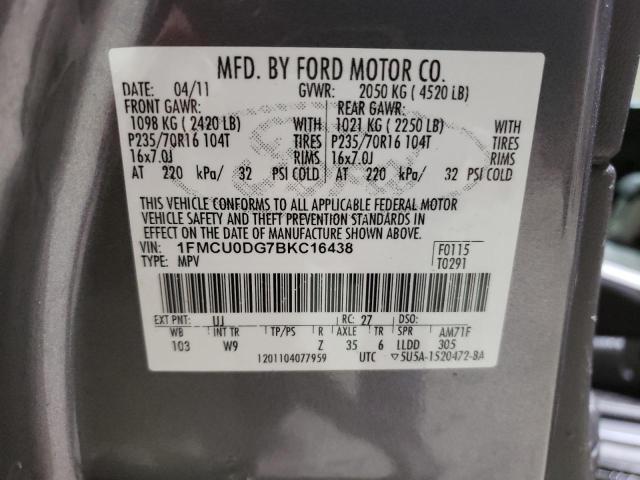 MFD. BY FORD MOTOR CO.
DATE: 04/11 GVWR: 2050 KG ( 4520 LB)
FRONT GAWR: REAR GAWR:
1098 KG ( 2420 LB) WITH 1021 KG ( 2250 LB) WITH
P235/70R16 104T TIRES P235/70R16 104T TIRES
16x7.0J RIMS 16x7.0J RIMS
AT 220 kPa/ 32 PSI COLD AT 220 kPa/ 32 PSI COLD
THIS VEHICLE CONFORMS TO ALL APPLICABLE FEDERAL MOTOR
VEHICLE SAFETY AND THEFT PREVENTION STANDARDS IN
EFFECT ON THE DATE OF MANUFACTURE SHOWN ABOVE.
VIN: 1FMCU0DG7BKC16438 F0115
TYPE: MPV T0291
EXT PNT: UJ RC: 27 DSO:
WB INT TR TP/PS R AXLE TR SPR AM71F
103 W9 Z 35 6 LLDD 305
1201104077959 UTC ▽5U5A-1520472-BA